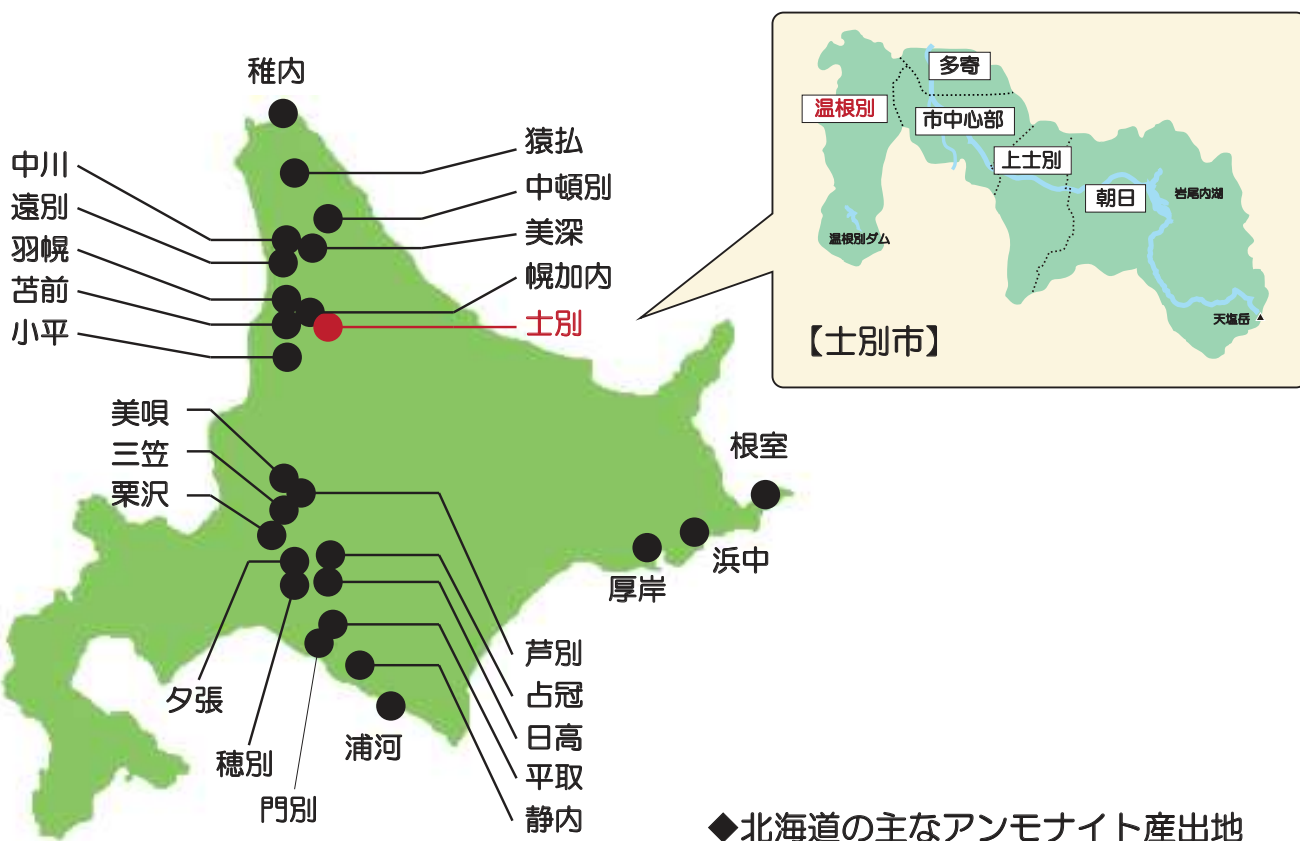 稚内
猿払
中頓別
美深
幌加内
士別
中川
遠別
羽幌
苫前
小平
美唄
三笠
栗沢
夕張
穂別
門別
浦河
芦別
占冠
日高
平取
静内
根室
浜中
厚岸
多寄
温根別
市中心部
上士別
朝日
岩尾内湖
温根別ダム
天塩岳▲
【士別市】
◆北海道の主なアンモナイト産出地